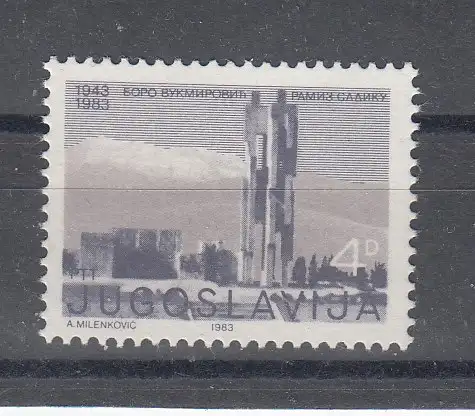 1943 БОРО ВУКМИРОВИЋ РАМИЗ САДИКУ
1983
4D
PTT
JUGOSLAVIJA
A. MILENKOVIĆ 1983